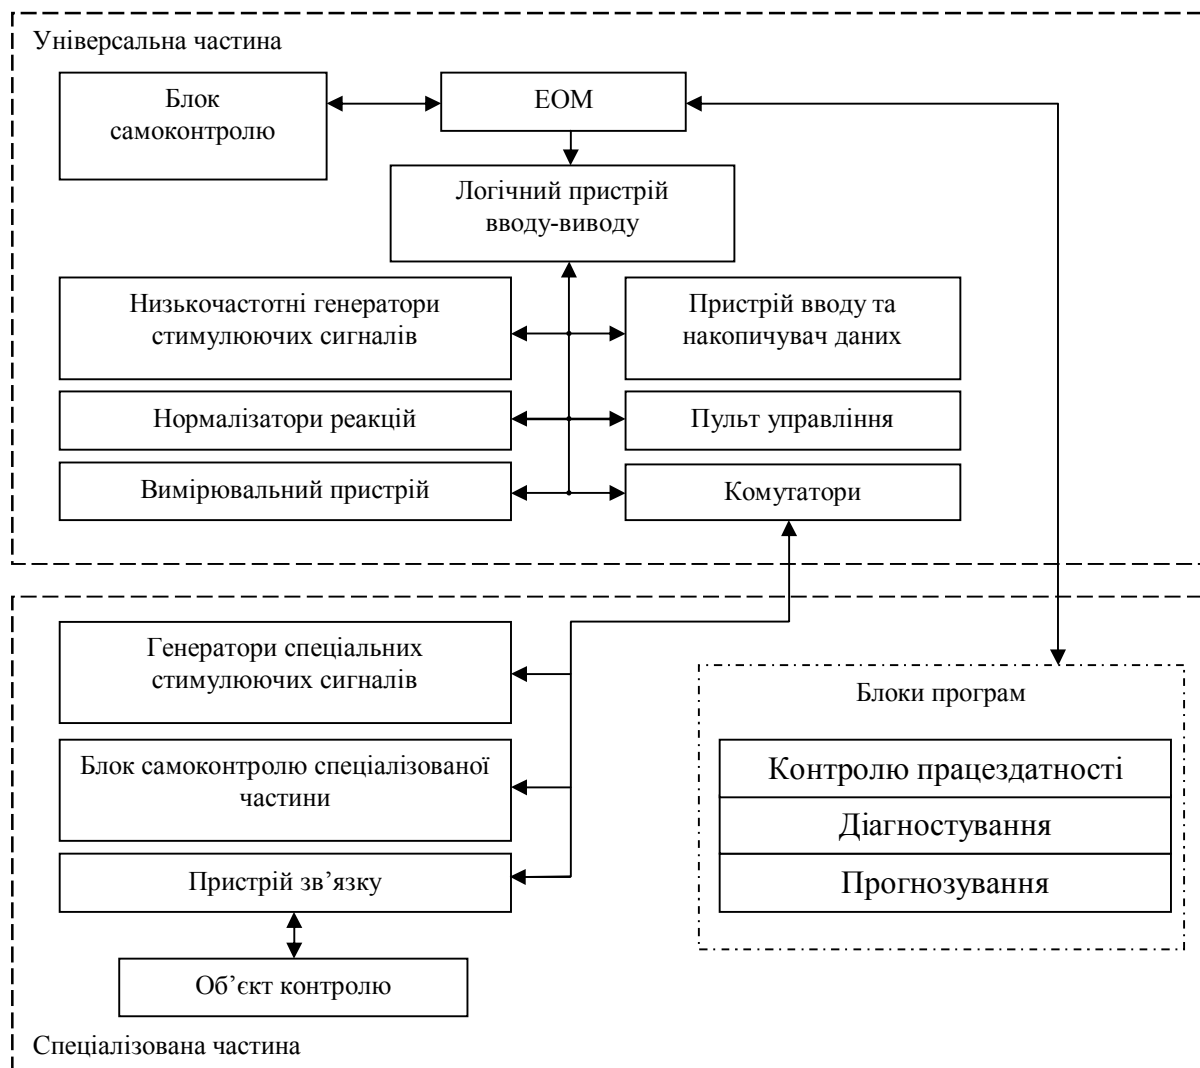 Універсальна частина
Блок
самоконтролю
ЕОМ
Логічний пристрій
вводу-виводу
Низькочастотні генератори
стимулюючих сигналів
Пристрій вводу та
накопичувач даних
Нормалізатори реакцій
Пульт управління
Вимірювальний пристрій
Комутатори
Генератори спеціальних
стимулюючих сигналів
Блоки програм
Блок самоконтролю спеціалізованої
частини
Контролю працездатності
Діагностування
Пристрій зв’язку
Прогнозування
Об’єкт контролю
Спеціалізована частина